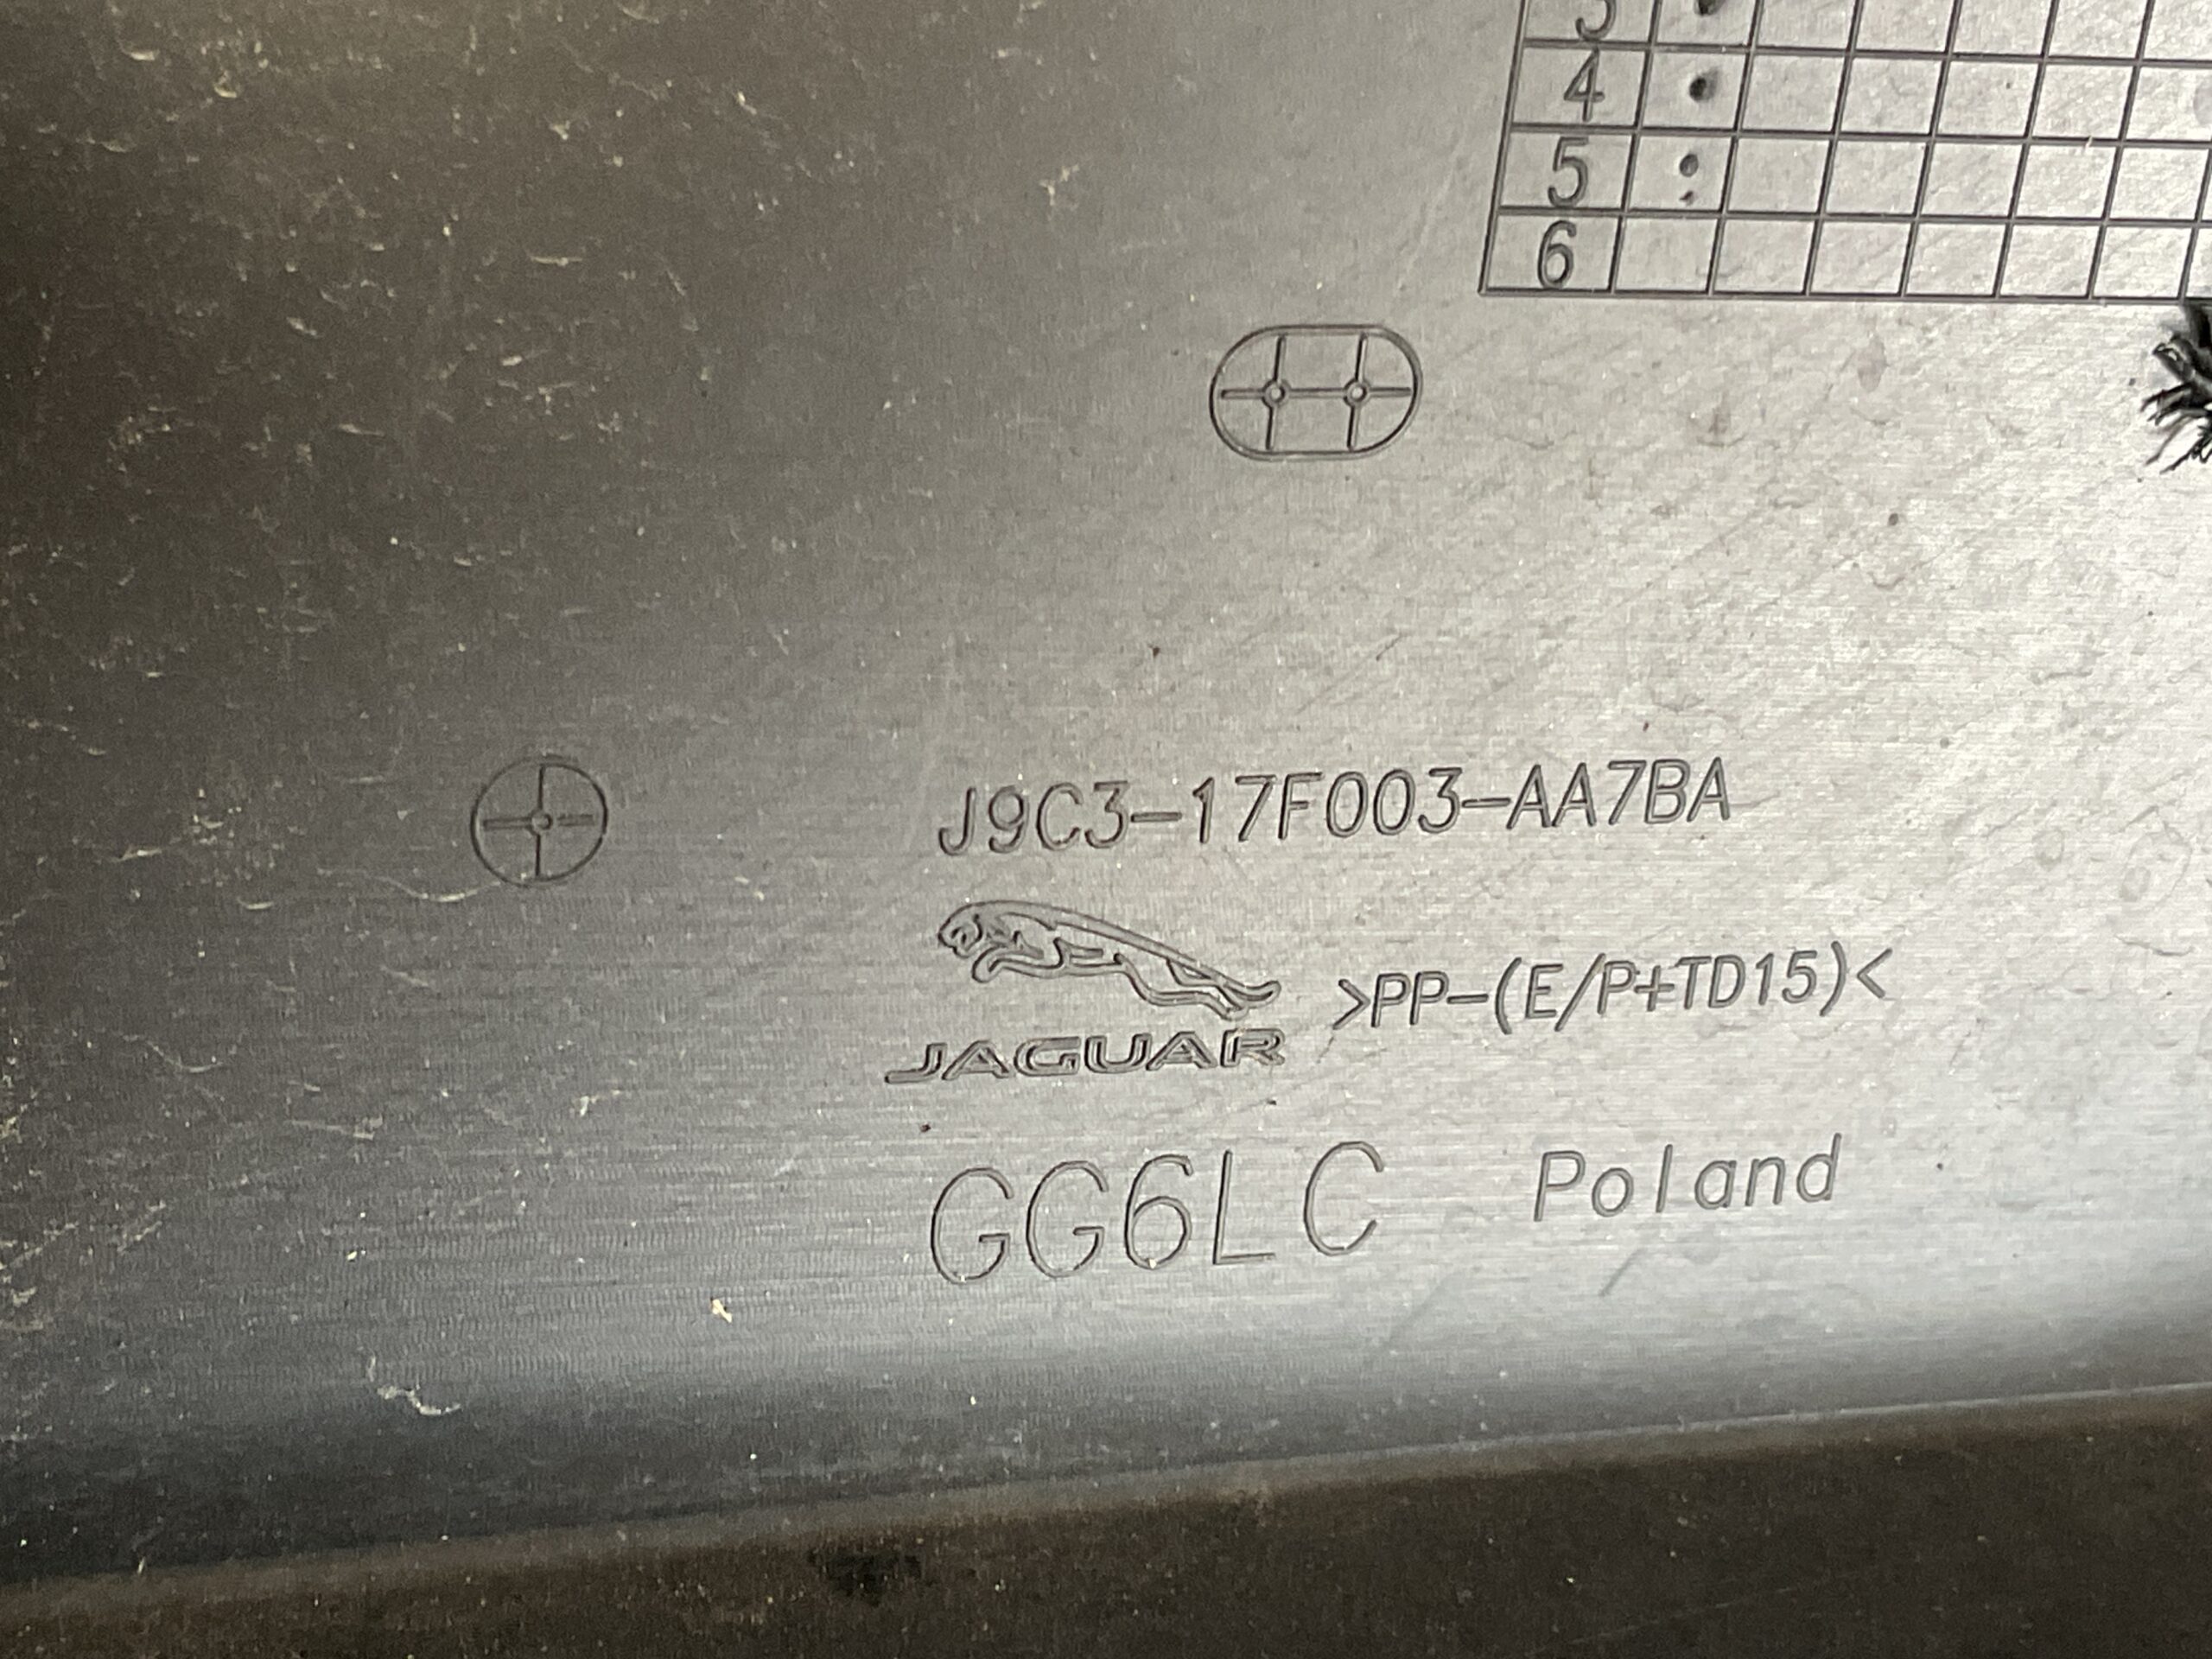 3
4
5
6
J9C3-17F003-AA7BA
JAGUAR
>PP-(E/P+TD15)<
GG6LC Poland